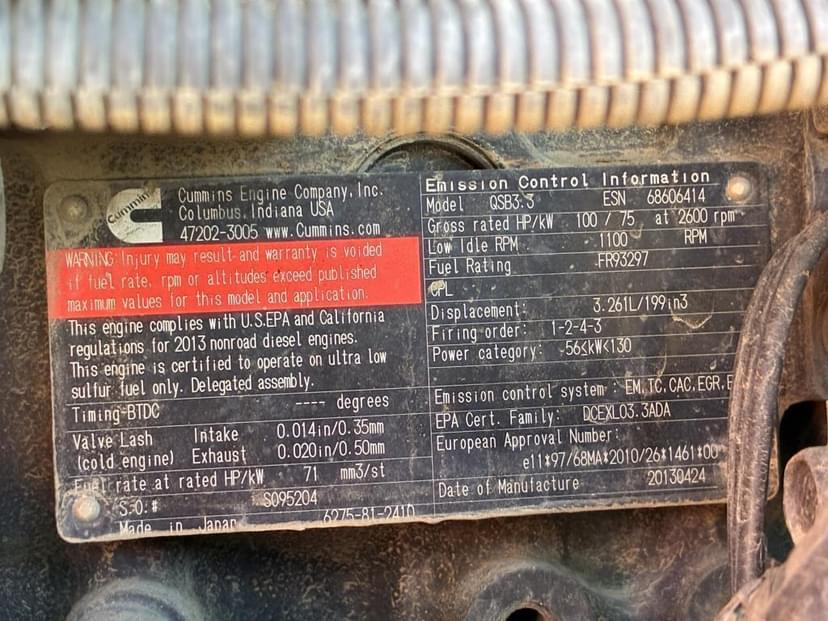 Cummins
Cummins Engine Company, Inc.
Columbus, Indiana USA
47202-3005 www.Cummins.com
WARNING: Injury may result and warranty is voided
if fuel rate, rpm or altitudes exceed published
maximum values for this model and application.
This engine complies with U.S.EPA and California
regulations for 2013 nonroad diesel engines.
This engine is certified to operate on ultra low
sulfur fuel only. Delegated assembly.
Timing-BTDC ---- degrees
Valve Lash Intake 0.014in/0.35mm
(cold engine) Exhaust 0.020in/0.50mm
Fuel rate at rated HP/kW 71 mm3/st
S.O.# S095204
Made in Japan 6275-81-2410
Emission Control Information
Model QSB3.3 ESN 68606414
Gross rated HP/kW 100 / 75 at 2600 rpm
Low Idle RPM 1100 RPM
Fuel Rating FR93297
CPL
Displacement: 3.261L/199in3
Firing order: 1-2-4-3
Power category: 56≤kW<130
Emission control system : EM,TC,CAC,EGR,E
EPA Cert. Family: DCEXL03.3ADA
European Approval Number:
e11*97/68MA*2010/26*1461*00
Date of Manufacture 20130424